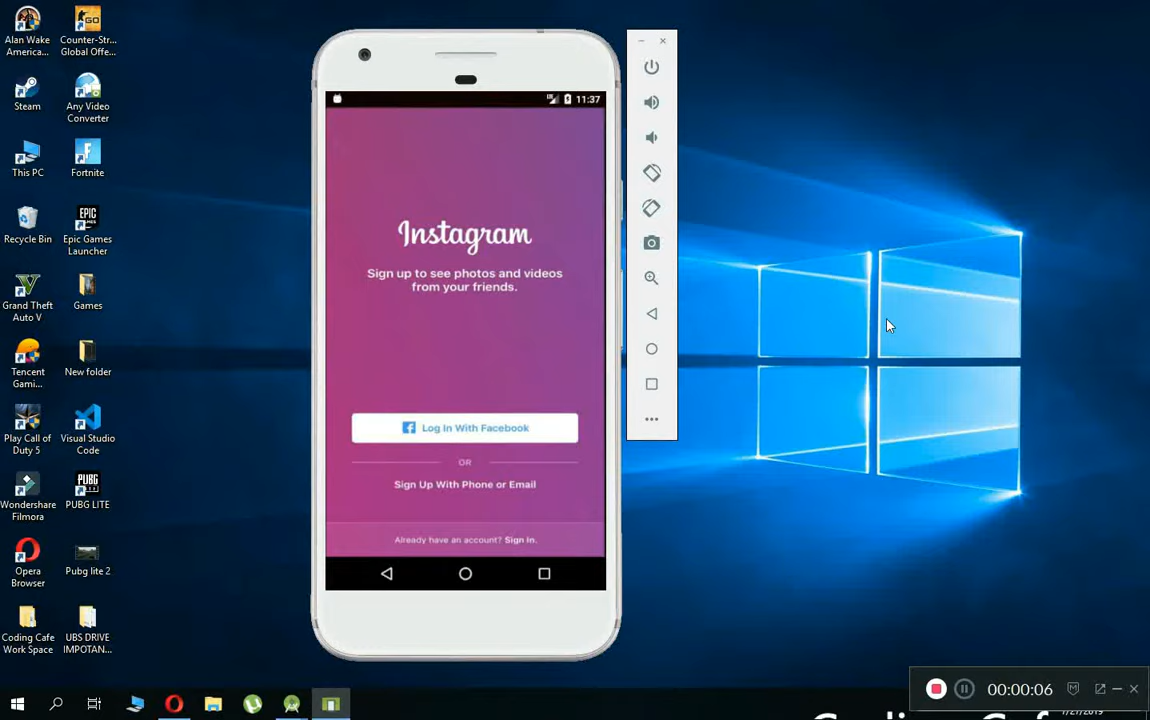 Alan Wake
America...
Counter-Str...
Global Offe...
Steam
Any Video
Converter
This PC
Fortnite
Recycle Bin
EPIC
GAMES
Epic Games
Launcher
Grand Theft
Auto V
Games
Tencent
Gami...
New folder
Play Call of
Duty 5
Visual Studio
Code
Wondershare
Filmora
PUBG
PUBG LITE
Opera
Browser
Pubg lite 2
Coding Cafe
Work Space
UBS DRIVE
IMPOTAN...
11:37
Instagram
Sign up to see photos and videos
from your friends.
Log In With Facebook
OR
Sign Up With Phone or Email
Already have an account? Sign In.
00:00:06